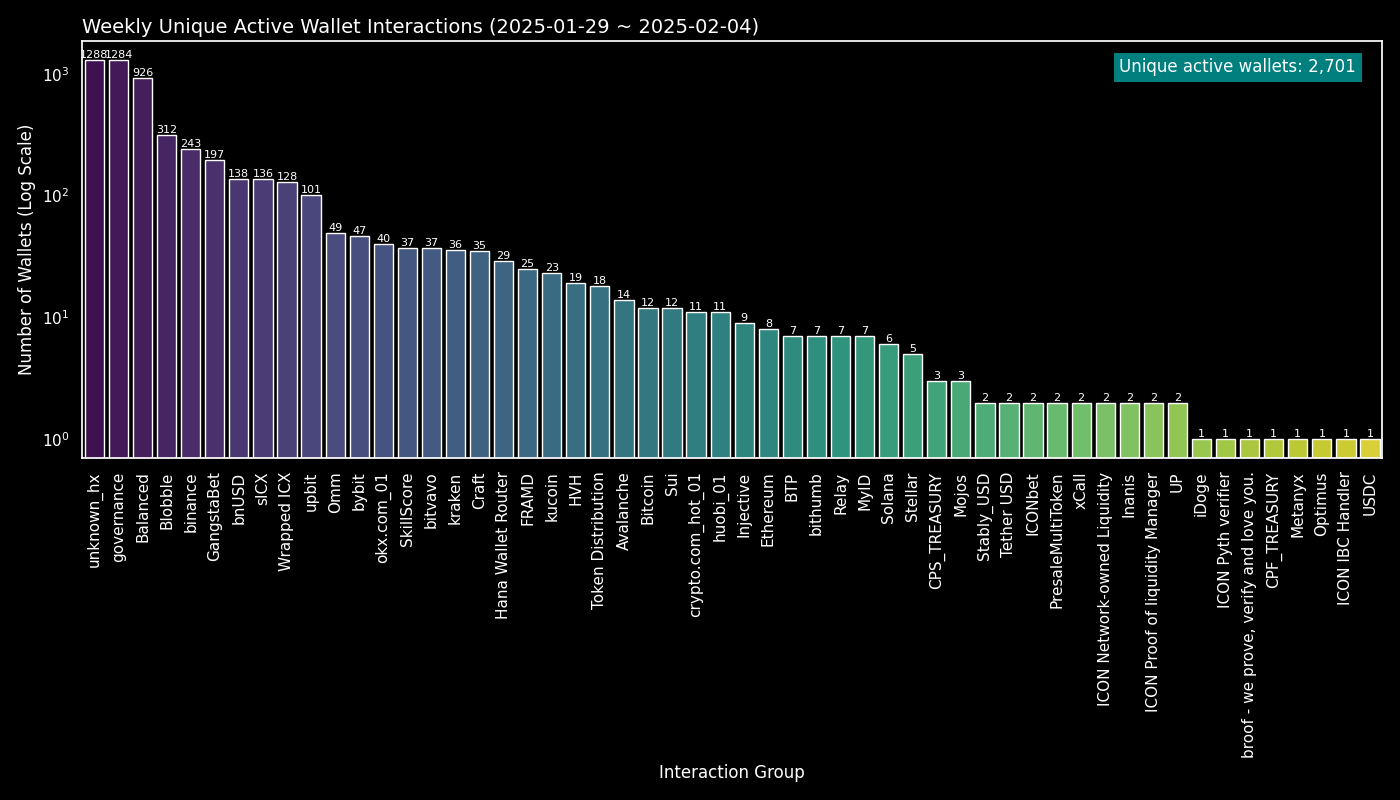 Weekly Unique Active Wallet Interactions (2025-01-29 ~ 2025-02-04)
Unique active wallets: 2,701
Number of Wallets (Log Scale)
10³
10²
10¹
10⁰
1288
1284
926
312
243
197
138
136
128
101
49
47
40
37
37
36
35
29
25
23
19
18
14
12
12
11
11
9
8
7
7
7
7
6
5
3
3
2
2
2
2
2
2
2
2
2
1
1
1
1
1
1
1
1
unknown_hx
governance
Balanced
Blobble
binance
GangstaBet
bnUSD
sICX
Wrapped ICX
upbit
Omm
bybit
okx.com_01
SkillScore
bitvavo
kraken
Craft
Hana Wallet Router
FRAMD
kucoin
HVH
Token Distribution
Avalanche
Bitcoin
Sui
crypto.com_hot_01
huobi_01
Injective
Ethereum
BTP
bithumb
Relay
MyID
Solana
Stellar
CPS_TREASURY
Mojos
Stably_USD
Tether USD
ICONbet
PresaleMultiToken
xCall
ICON Network-owned Liquidity
Inanis
ICON Proof of liquidity Manager
UP
iDoge
ICON Pyth verifier
broof - we prove, verify and love you.
CPF_TREASURY
Metanyx
Optimus
ICON IBC Handler
USDC
Interaction Group